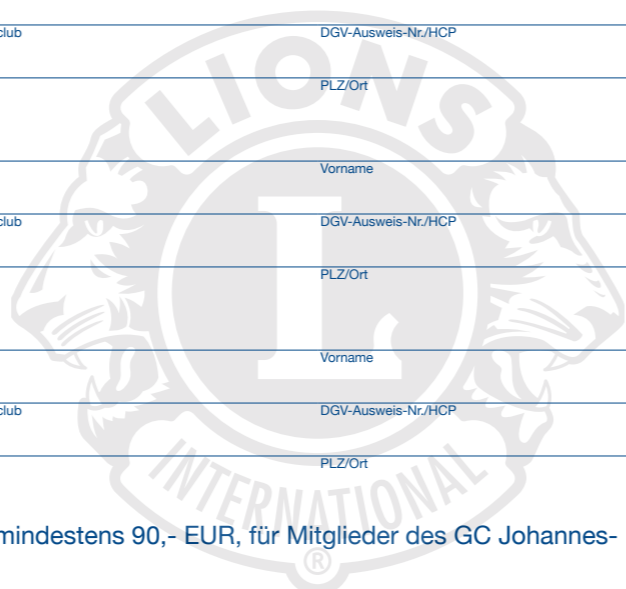 club DGV-Ausweis-Nr./HCP
PLZ/Ort
Vorname
club DGV-Ausweis-Nr./HCP
PLZ/Ort
Vorname
club DGV-Ausweis-Nr./HCP
PLZ/Ort
mindestens 90,- EUR, für Mitglieder des GC Johannes-
LIONS
L
INTERNATIONAL
®